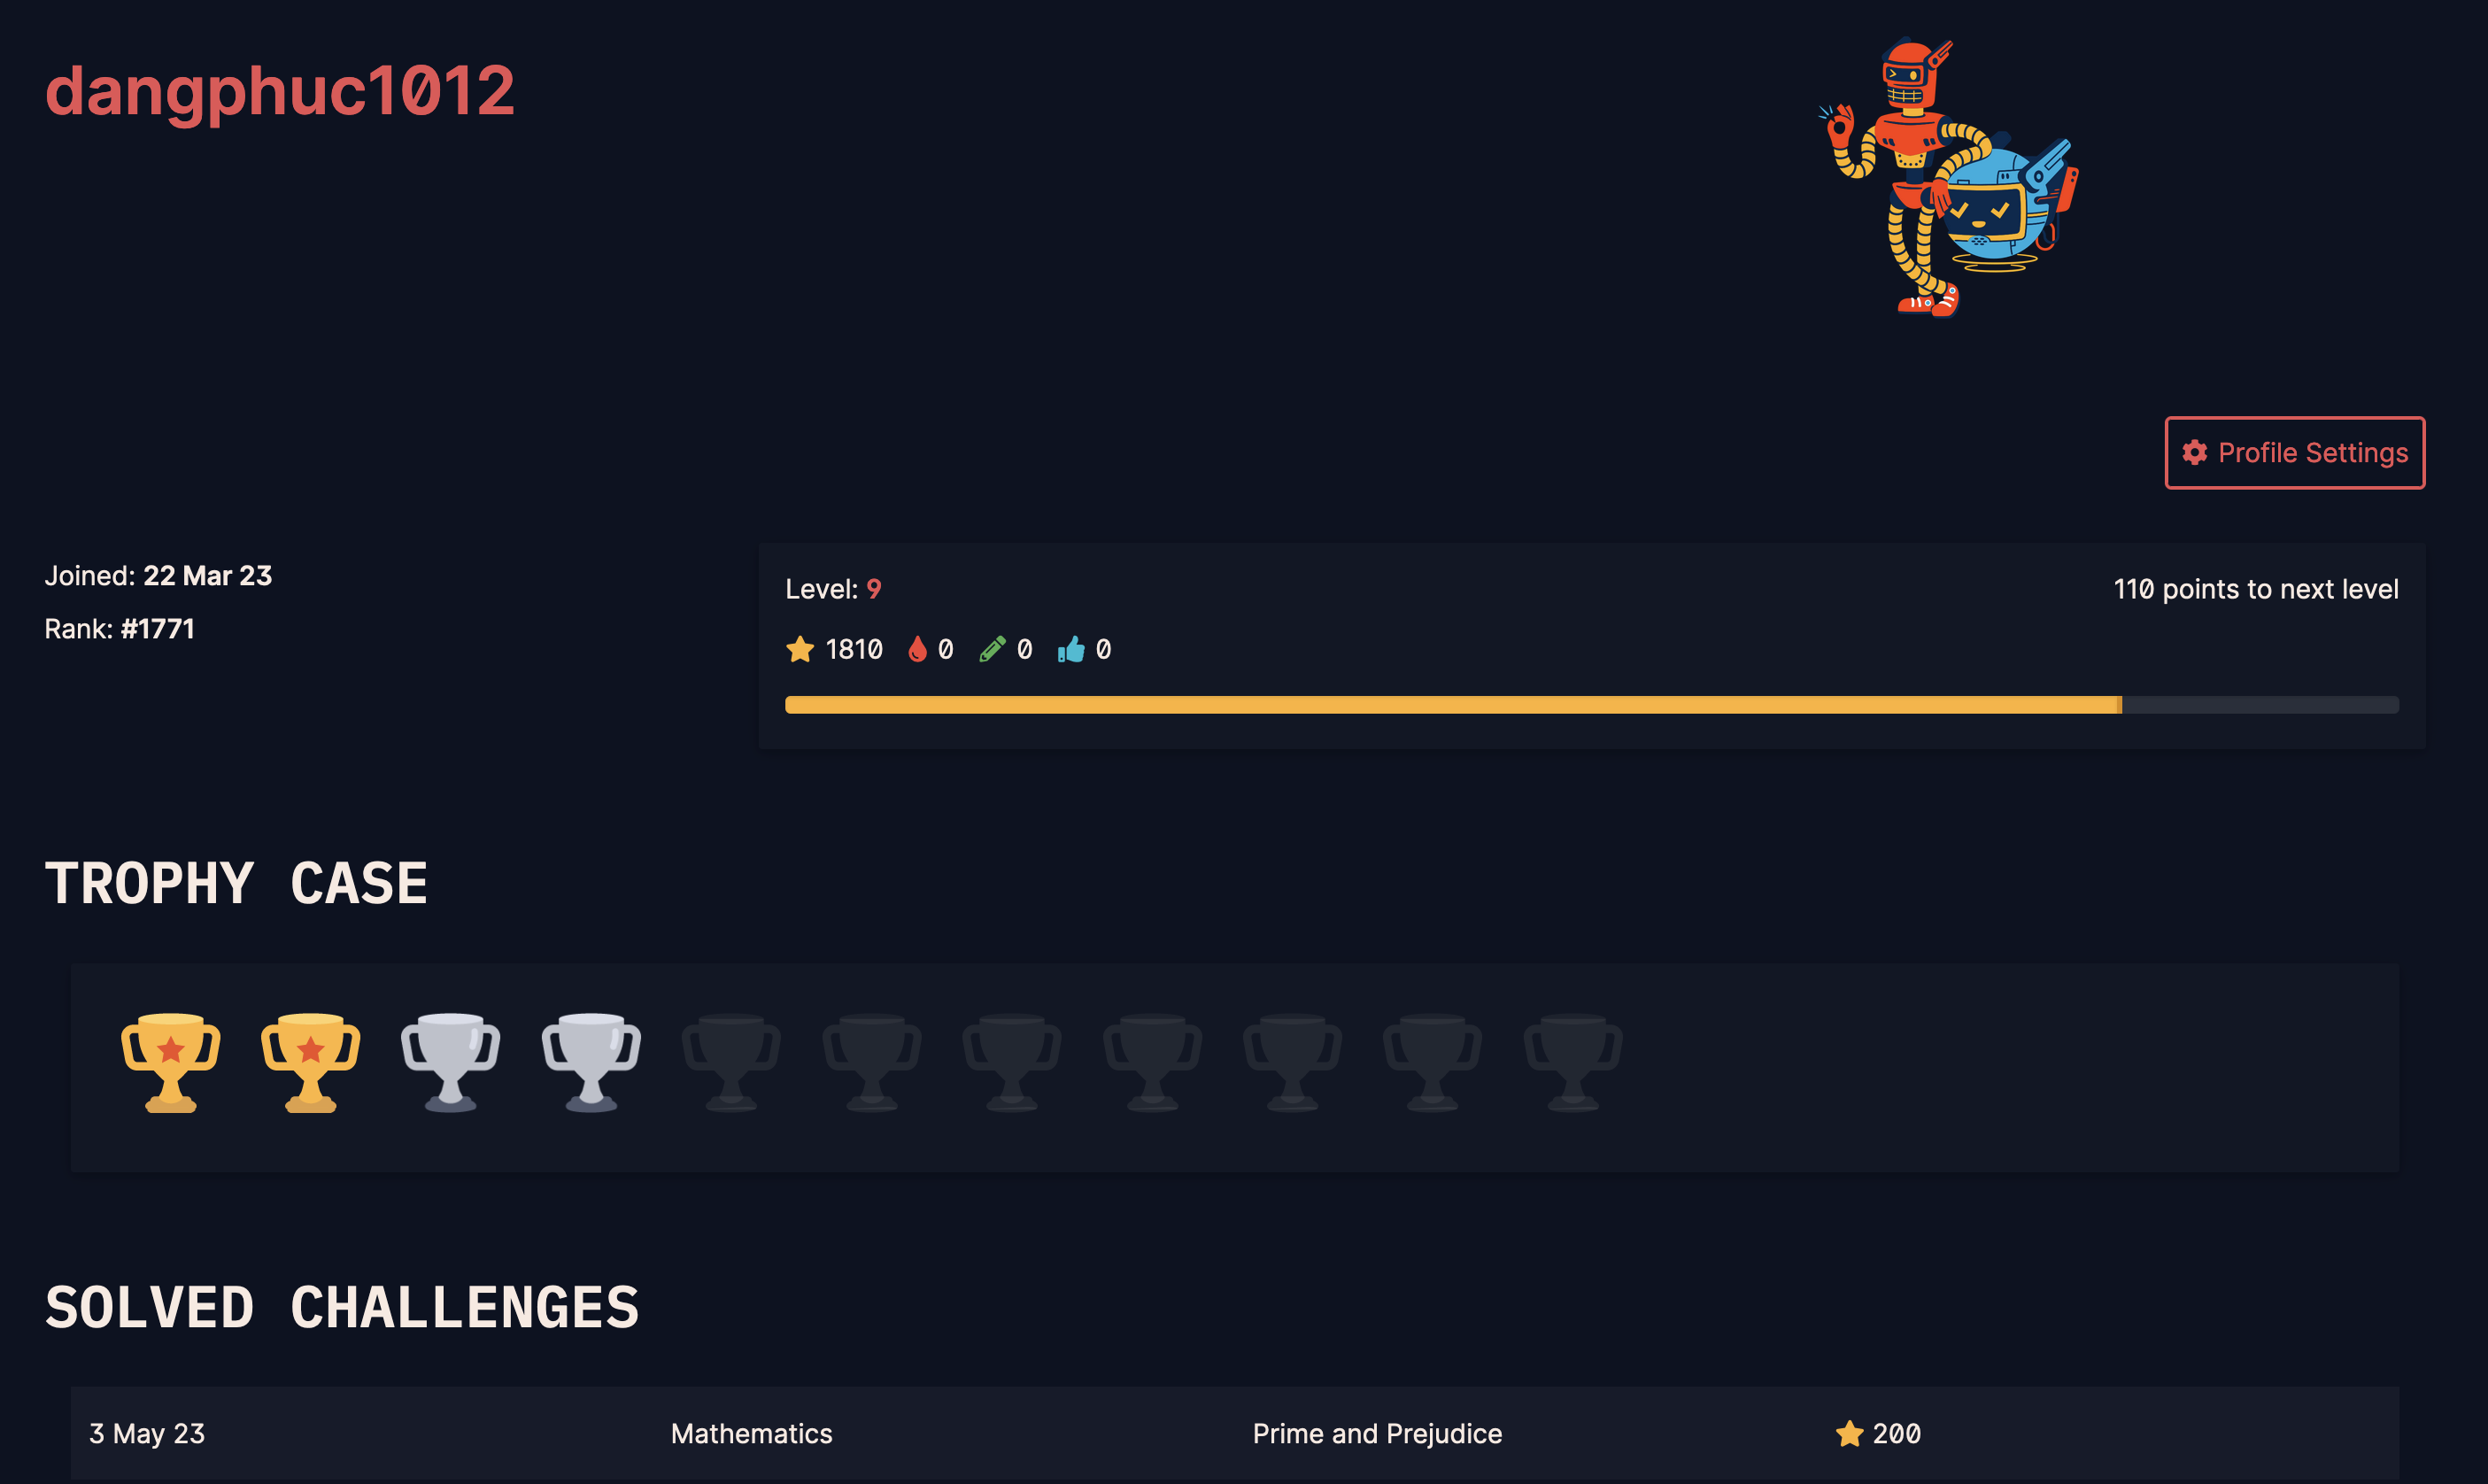 dangphuc1012
Profile Settings
Joined: 22 Mar 23
Rank: #1771
Level: 9
110 points to next level
1810 0 0 0
TROPHY CASE
SOLVED CHALLENGES
3 May 23 Mathematics Prime and Prejudice 200